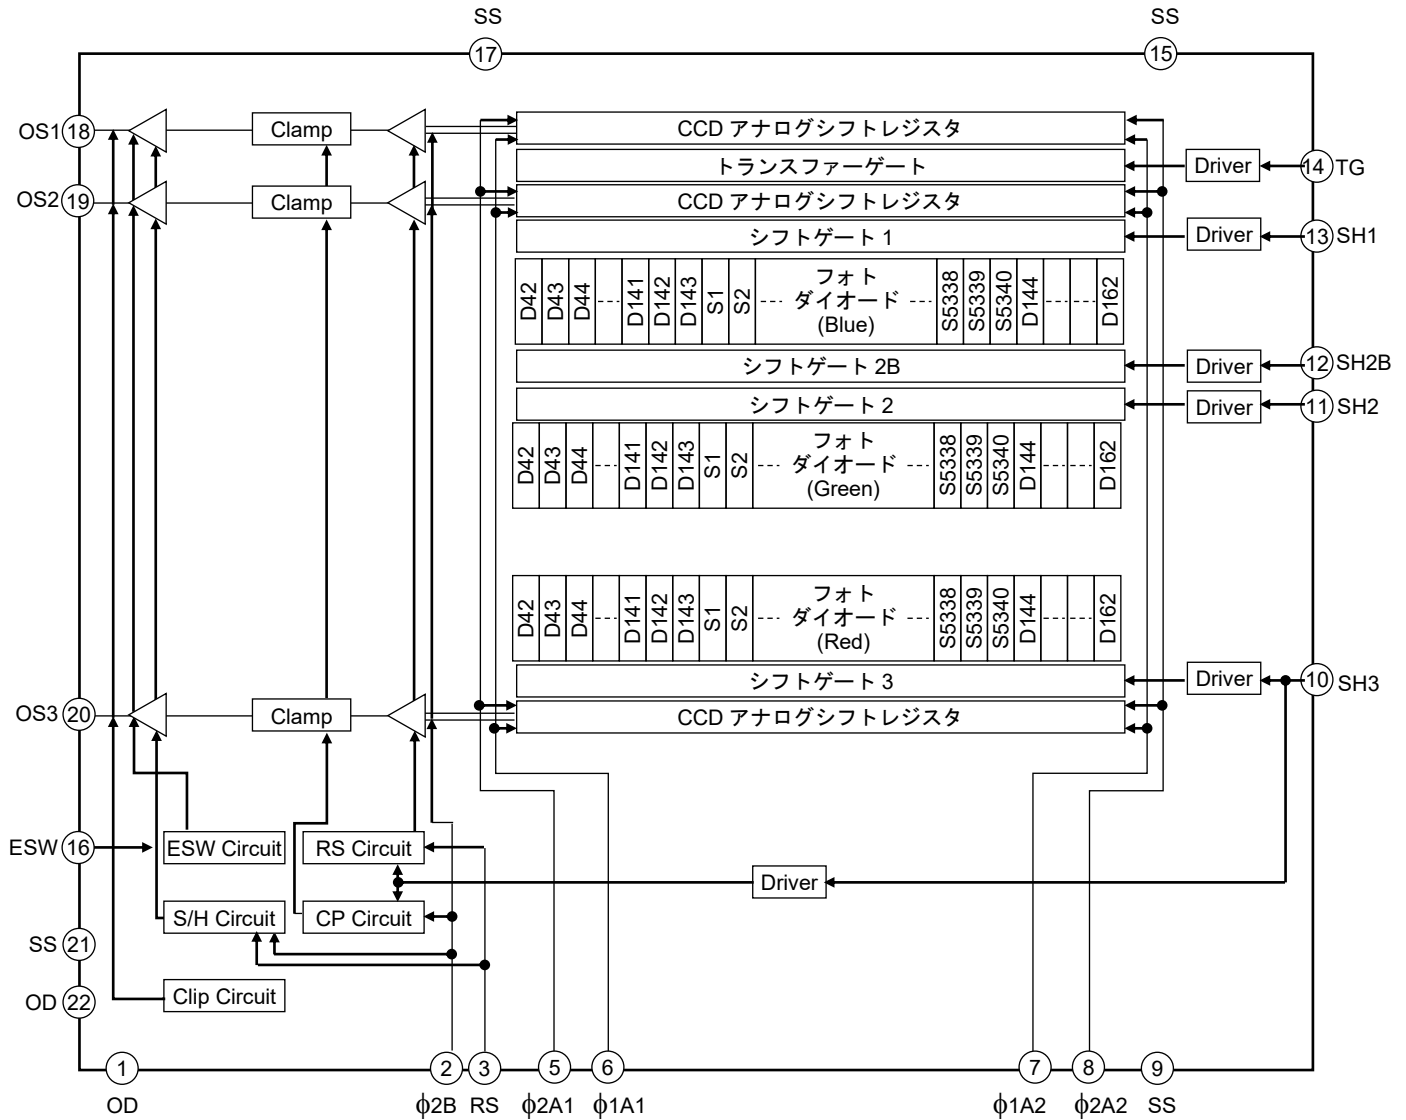 SS SS
17 15
OS1 18 Clamp CCD アナログシフトレジスタ
トランスファーゲート Driver 14 TG
OS2 19 Clamp CCD アナログシフトレジスタ
シフトゲート 1 Driver 13 SH1
D42 D43 D44 D141 D142 D143 S1 S2 フォト ダイオード (Blue) S5338 S5339 S5340 D144 D162
シフトゲート 2B Driver 12 SH2B
シフトゲート 2 Driver 11 SH2
D42 D43 D44 D141 D142 D143 S1 S2 フォト ダイオード (Green) S5338 S5339 S5340 D144 D162
D42 D43 D44 D141 D142 D143 S1 S2 フォト ダイオード (Red) S5338 S5339 S5340 D144 D162
シフトゲート 3 Driver 10 SH3
OS3 20 Clamp CCD アナログシフトレジスタ
ESW 16 ESW Circuit RS Circuit
Driver
S/H Circuit CP Circuit
SS 21
OD 22 Clip Circuit
1 2 3 5 6 7 8 9
OD ϕ2B RS ϕ2A1 ϕ1A1 ϕ1A2 ϕ2A2 SS